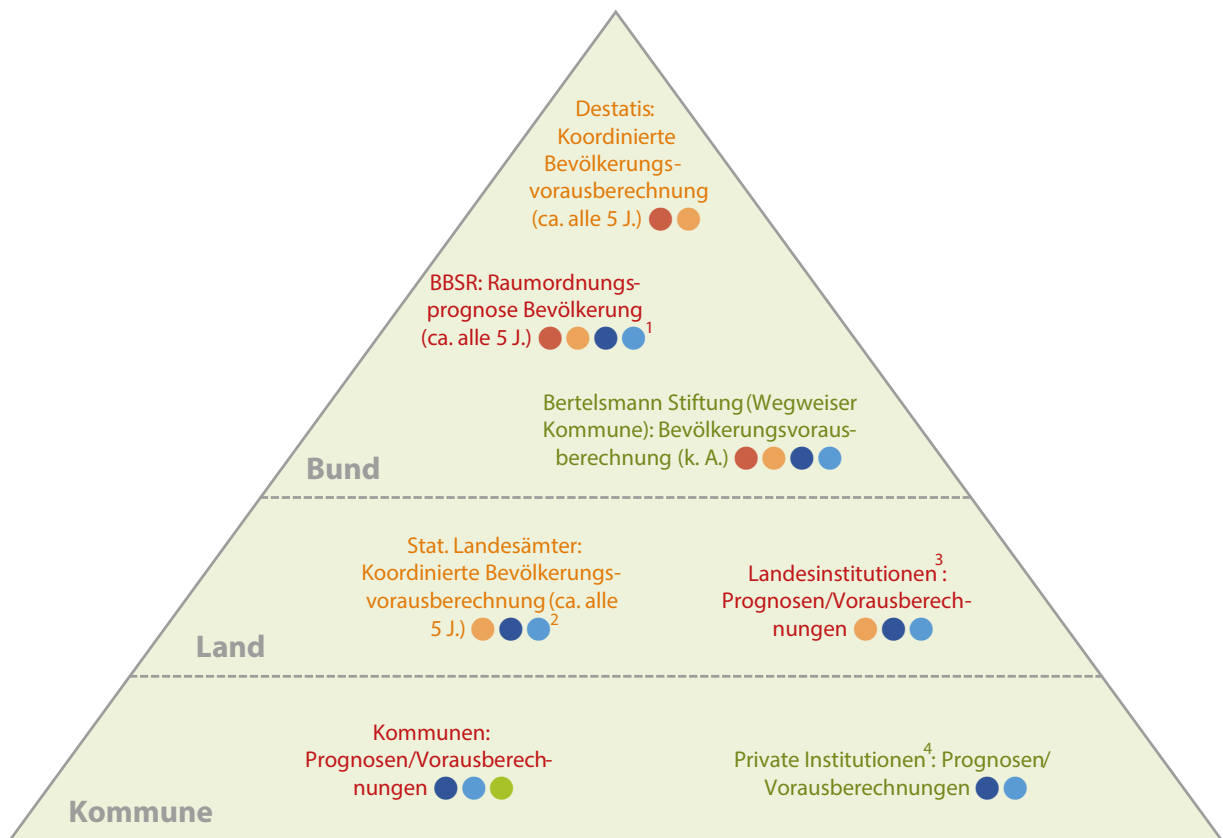 Destatis:
Koordinierte
Bevölkerungs-
vorausberechnung
(ca. alle 5 J.)
BBSR: Raumordnungs-
prognose Bevölkerung
(ca. alle 5 J.) 1
Bertelsmann Stiftung (Wegweiser
Kommune): Bevölkerungsvoraus-
berechnung (k. A.)
Bund
Stat. Landesämter:
Koordinierte Bevölkerungs-
vorausberechnung (ca. alle
5 J.) 2
Landesinstitutionen3:
Prognosen/Vorausberech-
nungen
Land
Kommunen:
Prognosen/Vorausberech-
nungen
Private Institutionen4: Prognosen/
Vorausberechnungen
Kommune